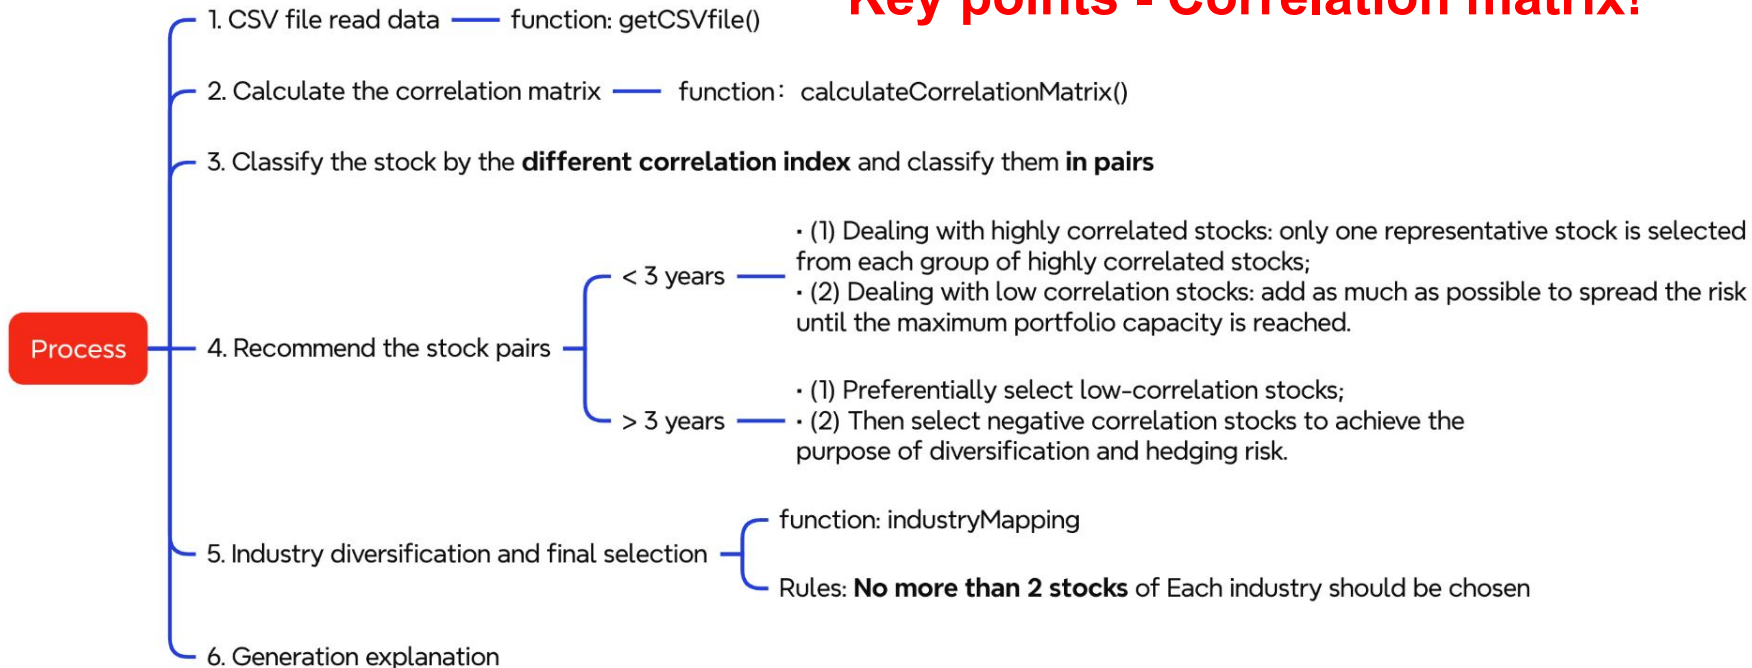 Key points - Correlation matrix!
1. CSV file read data
function: getCSVfile()
2. Calculate the correlation matrix
function: calculateCorrelationMatrix()
3. Classify the stock by the different correlation index and classify them in pairs
Process
4. Recommend the stock pairs
< 3 years
· (1) Dealing with highly correlated stocks: only one representative stock is selected
from each group of highly correlated stocks;
· (2) Dealing with low correlation stocks: add as much as possible to spread the risk
until the maximum portfolio capacity is reached.
> 3 years
· (1) Preferentially select low-correlation stocks;
· (2) Then select negative correlation stocks to achieve the
purpose of diversification and hedging risk.
5. Industry diversification and final selection
function: industryMapping
Rules: No more than 2 stocks of Each industry should be chosen
6. Generation explanation